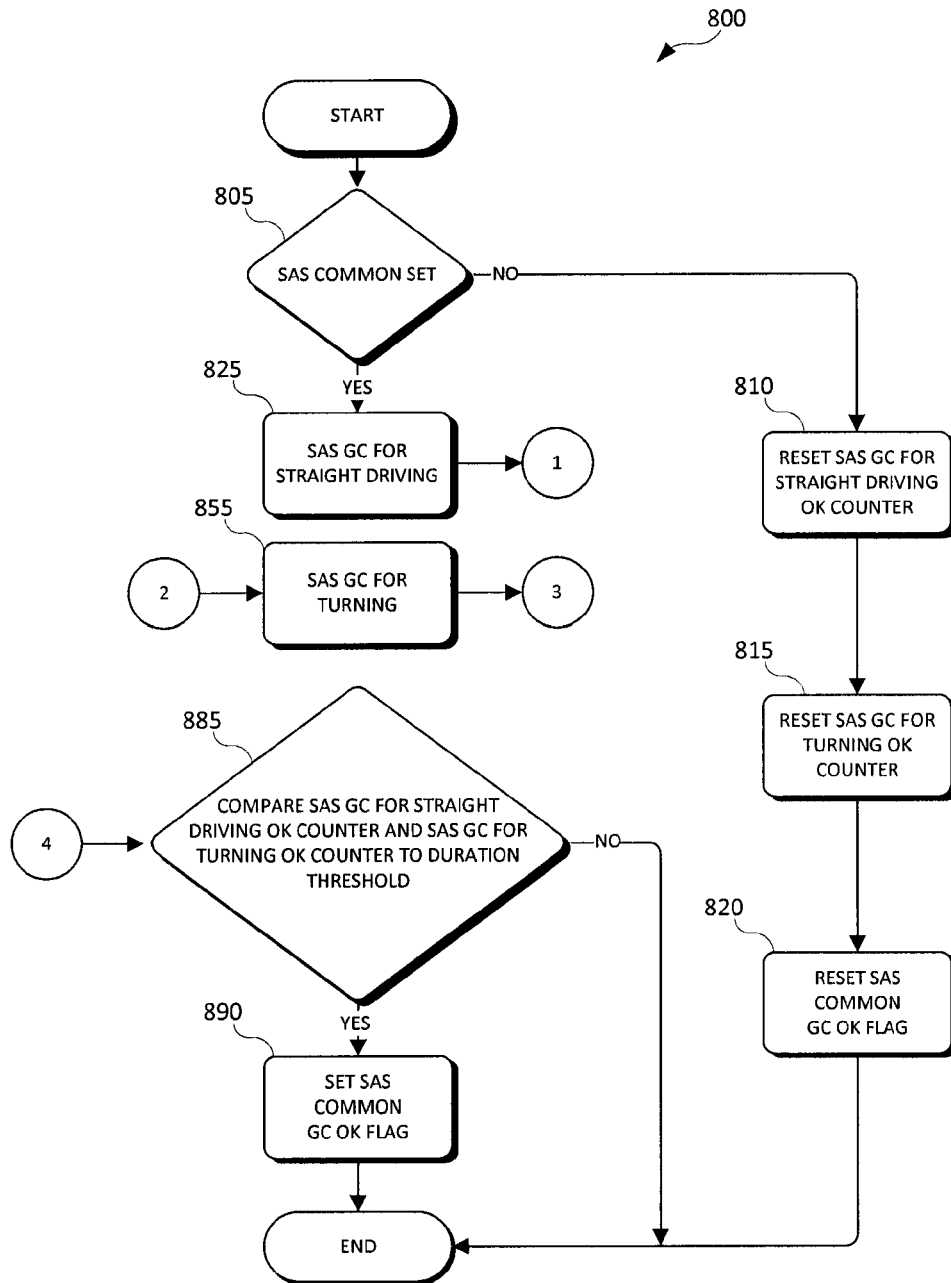 800
START
805
SAS COMMON SET
NO
YES
825
SAS GC FOR
STRAIGHT DRIVING
1
810
RESET SAS GC FOR
STRAIGHT DRIVING
OK COUNTER
855
2
SAS GC FOR
TURNING
3
815
RESET SAS GC FOR
TURNING OK
COUNTER
885
4
COMPARE SAS GC FOR STRAIGHT
DRIVING OK COUNTER AND SAS GC FOR
TURNING OK COUNTER TO DURATION
THRESHOLD
NO
YES
820
RESET SAS
COMMON
GC OK FLAG
890
SET SAS
COMMON
GC OK FLAG
END